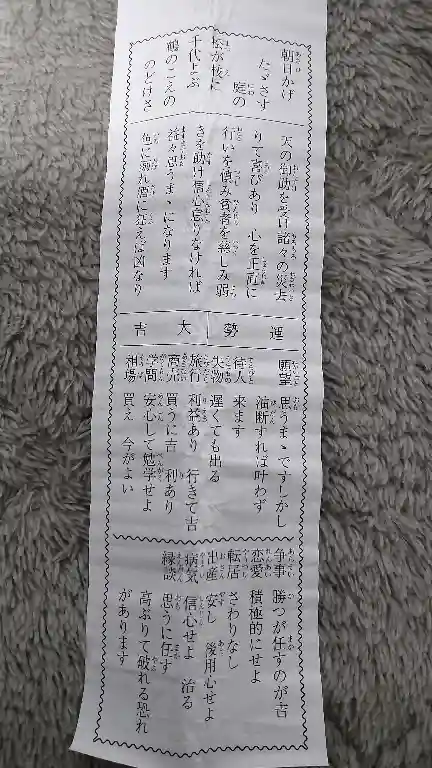 朝日かげ
たゞさす
庭の
松が枝に
千代よぶ
鶴のこえの
のどけさ
天の御助を受け諸々の災去
りて喜びあり 心を正直に
行いを慎み貧者を慈しみ弱
きを助け信心怠りなければ
益々思うまゝになります
色に溺れ酒に狂えば凶なり
運勢大吉
願望 思うまゝですしかし
油断すれば叶わず
待人 来ます
失物 遅くても出る
旅行 利益あり 行きて吉
商売 買うに吉 利あり
学問 安心して勉学せよ
相場 買え 今がよい
争事 勝つが任すのが吉
恋愛 積極的にせよ
転居 さわりなし
出産 安し 後用心せよ
病気 信心せよ 治る
縁談 思うに任す
高ぶりて破れる恐れ
があります